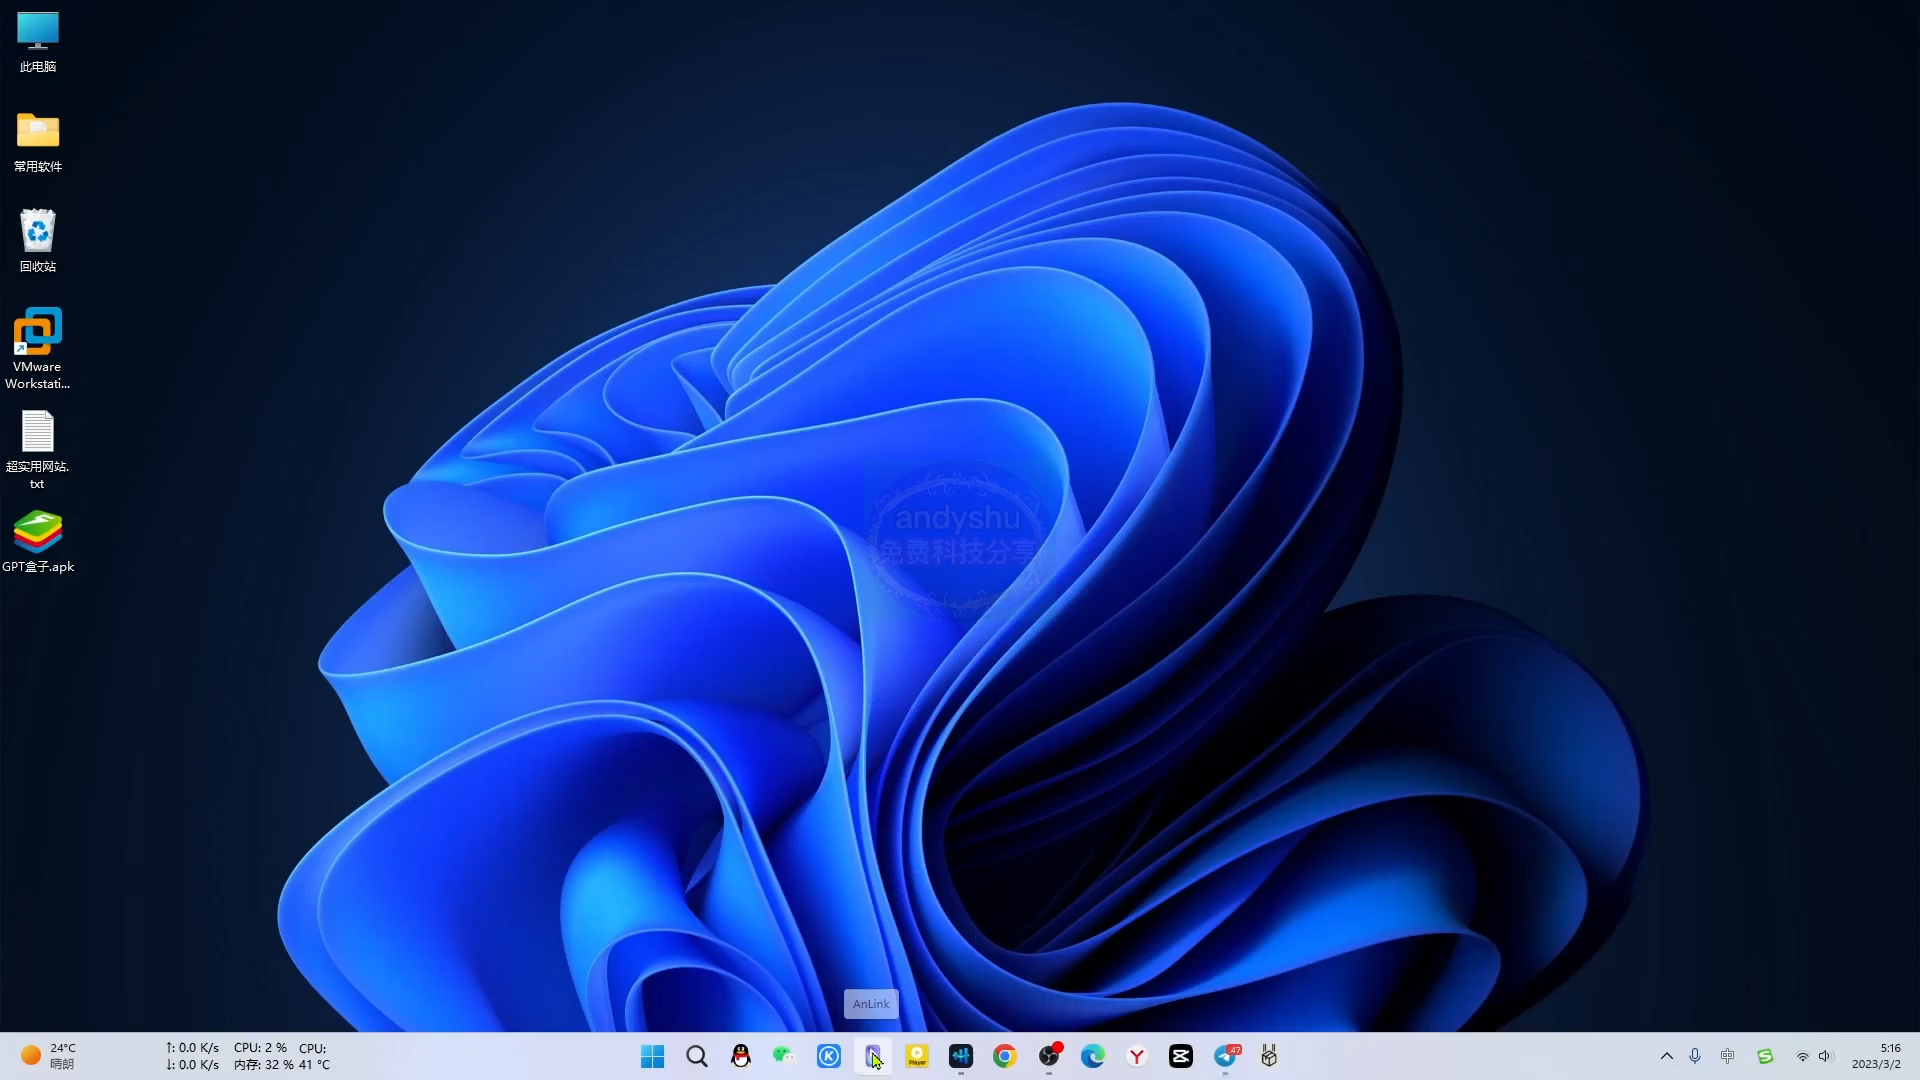 此电脑
常用软件
回收站
VMware
Workstati...
超实用网站.
txt
GPT盒子.apk
andyshu
免费科技分享
AnLink
24°C
晴朗
↑: 0.0 K/s CPU: 2 % CPU:
↓: 0.0 K/s 内存: 32 % 41 °C
Player
47
中
5:16
2023/3/2